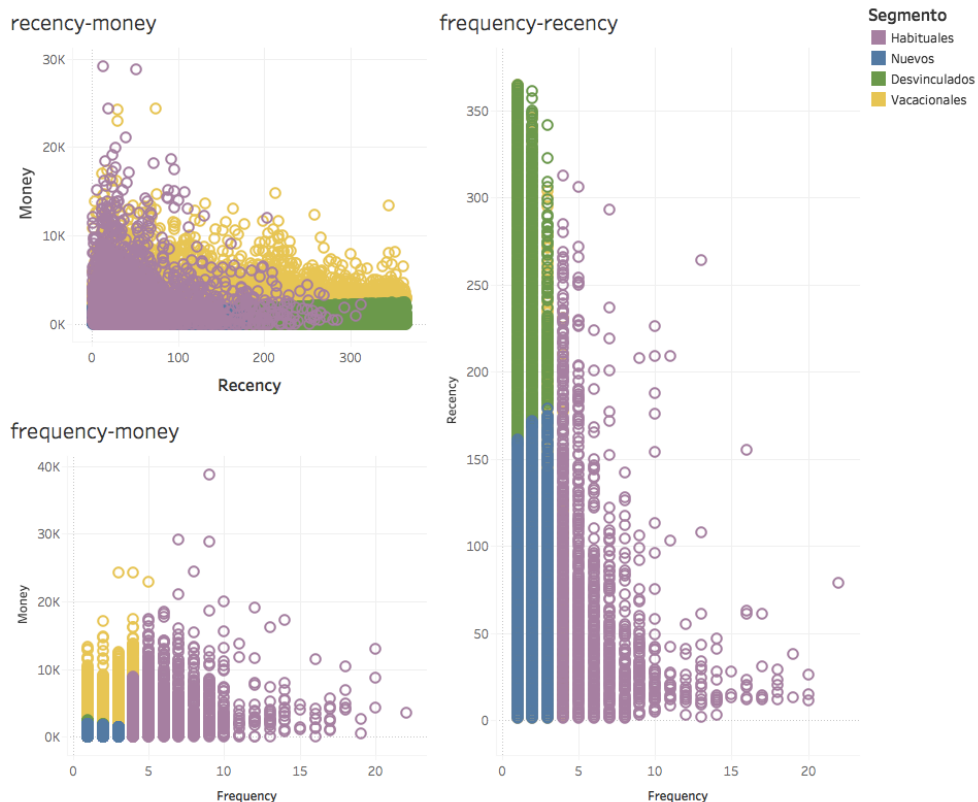 recency-money
30K
20K
10K
0K
Money
0
100
200
300
Recency
frequency-money
40K
30K
20K
10K
0K
Money
0
5
10
15
20
Frequency
frequency-recency
350
300
250
200
150
100
50
0
Recency
0
5
10
15
20
Frequency
Segmento
Habituales
Nuevos
Desvinculados
Vacacionales